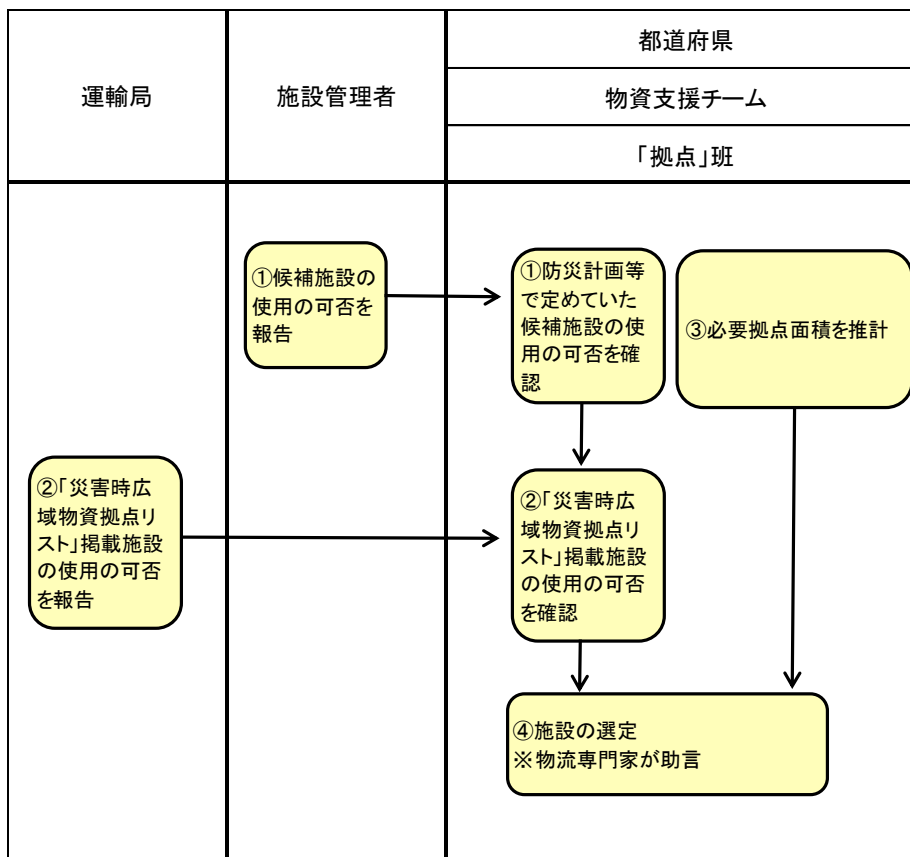 運輸局
施設管理者
都道府県
物資支援チーム
「拠点」班
①候補施設の
使用の可否を
報告
①防災計画等
で定めていた
候補施設の使
用の可否を確
認
③必要拠点面積を推計
②「災害時広
域物資拠点リ
スト」掲載施設
の使用の可否
を報告
②「災害時広
域物資拠点リ
スト」掲載施設
の使用の可否
を確認
④施設の選定
※物流専門家が助言